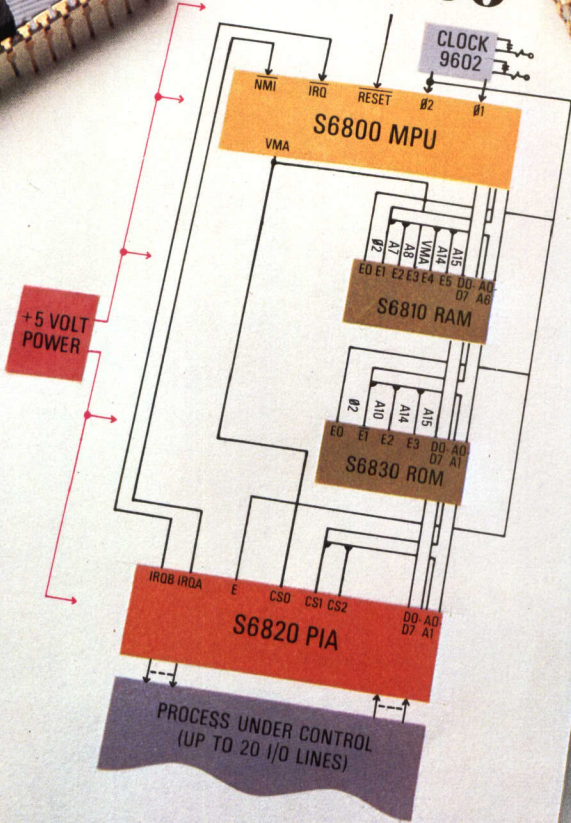 CLOCK
9602
NMI IRQ RESET Ø2 Ø1
S6800 MPU
VMA
Ø2 A7 A8 VMA A14 A15
E0 E1 E2 E3 E4 E5 D0- A0-
D7 A6
S6810 RAM
+5 VOLT
POWER
Ø2 A10 A14 A15
E0 E1 E2 E3 D0- A0-
D7 A1
S6830 ROM
IRQB IRQA E CS0 CS1 CS2 D0- A0-
D7 A1
S6820 PIA
PROCESS UNDER CONTROL
(UP TO 20 I/O LINES)